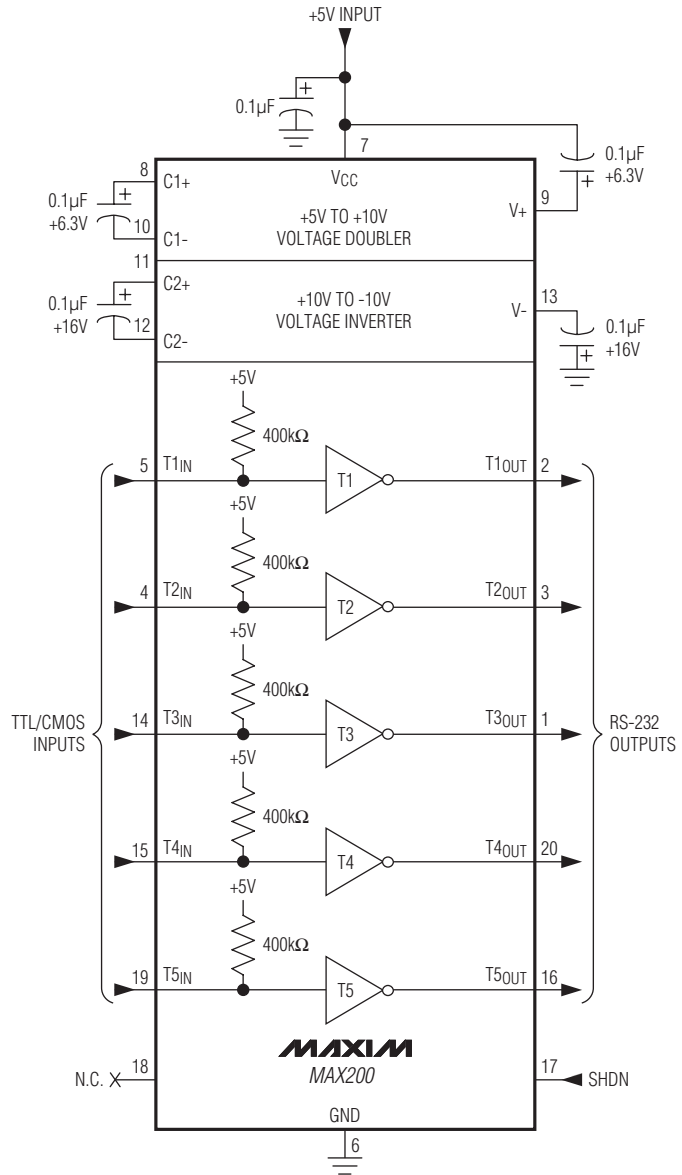 +5V INPUT
0.1µF
+
7
0.1µF
+6.3V
+
8
C1+
VCC
9
V+
0.1µF
+6.3V
+
10
C1-
+5V TO +10V
VOLTAGE DOUBLER
11
C2+
0.1µF
+16V
+
12
C2-
+10V TO -10V
VOLTAGE INVERTER
13
V-
0.1µF
+16V
+
+5V
400kΩ
5
T1IN
T1
T1OUT
2
+5V
400kΩ
4
T2IN
T2
T2OUT
3
+5V
400kΩ
TTL/CMOS
INPUTS
14
T3IN
T3
T3OUT
1
RS-232
OUTPUTS
+5V
400kΩ
15
T4IN
T4
T4OUT
20
+5V
400kΩ
19
T5IN
T5
T5OUT
16
MAXIM
MAX200
N.C.
18
17
SHDN
GND
6